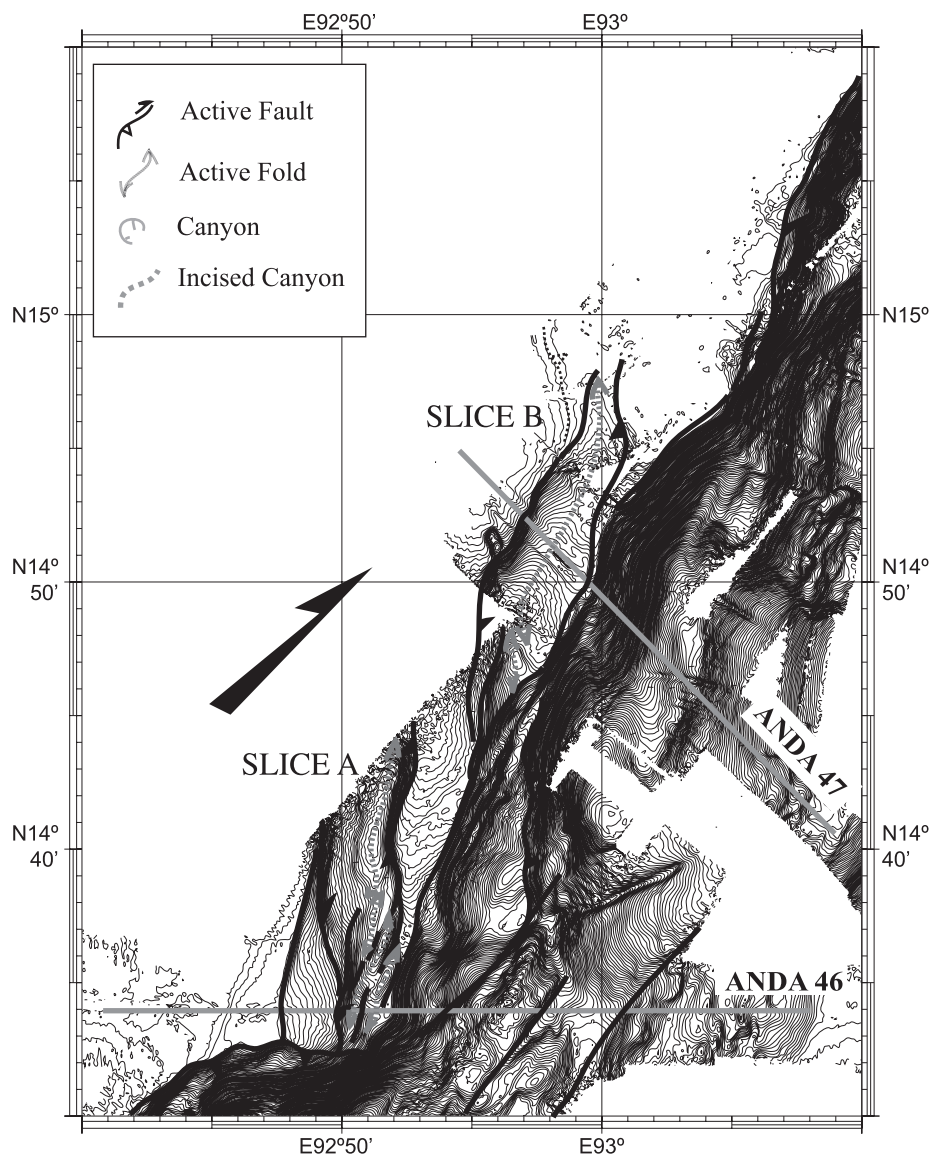 E92º50’ E93º
Active Fault
Active Fold
Canyon
Incised Canyon
N15º N15º
SLICE B
N14º N14º
50’ 50’
ANDA 47
SLICE A
N14º N14º
40’ 40’
ANDA 46
E92º50’ E93º